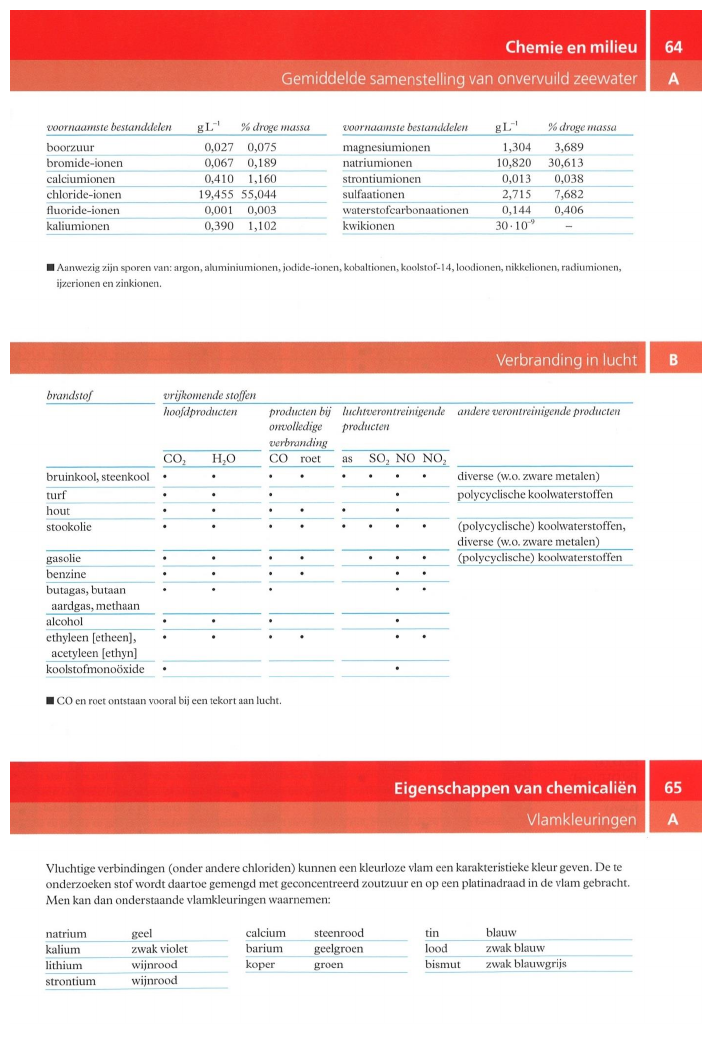 Chemie en milieu 64
Gemiddelde samenstelling van onvervuild zeewater A
voornaamste bestanddelen g L⁻¹ % droge massa voornaamste bestanddelen g L⁻¹ % droge massa
boorzuur 0,027 0,075 magnesiumionen 1,304 3,689
bromide-ionen 0,067 0,189 natriumionen 10,820 30,613
calciumionen 0,410 1,160 strontiumionen 0,013 0,038
chloride-ionen 19,455 55,044 sulfaationen 2,715 7,682
fluoride-ionen 0,001 0,003 waterstofcarbonaationen 0,144 0,406
kaliumionen 0,390 1,102 kwikionen 30 · 10⁻⁹ –
■ Aanwezig zijn sporen van: argon, aluminiumionen, jodide-ionen, kobaltionen, koolstof-14, loodionen, nikkelionen, radiumionen,
ijzerionen en zinkionen.
Verbranding in lucht B
brandstof vrijkomende stoffen
hoofdproducten producten bij luchtverontreinigende andere verontreinigende producten
onvolledige producten
verbranding
CO₂ H₂O CO roet as SO₂ NO NO₂
bruinkool, steenkool • • • • • • • • diverse (w.o. zware metalen)
turf • • • • polycyclische koolwaterstoffen
hout • • • • • •
stookolie • • • • • • • • (polycyclische) koolwaterstoffen,
diverse (w.o. zware metalen)
gasolie • • • • • • • (polycyclische) koolwaterstoffen
benzine • • • • • •
butagas, butaan • • • • •
aardgas, methaan
alcohol • • • •
ethyleen [etheen], • • • • • •
acetyleen [ethyn]
koolstofmonoöxide • •
■ CO en roet ontstaan vooral bij een tekort aan lucht.
Eigenschappen van chemicaliën 65
Vlamkleuringen A
Vluchtige verbindingen (onder andere chloriden) kunnen een kleurloze vlam een karakteristieke kleur geven. De te
onderzoeken stof wordt daartoe gemengd met geconcentreerd zoutzuur en op een platinadraad in de vlam gebracht.
Men kan dan onderstaande vlamkleuringen waarnemen:
natrium geel calcium steenrood tin blauw
kalium zwak violet barium geelgroen lood zwak blauw
lithium wijnrood koper groen bismut zwak blauwgrijs
strontium wijnrood